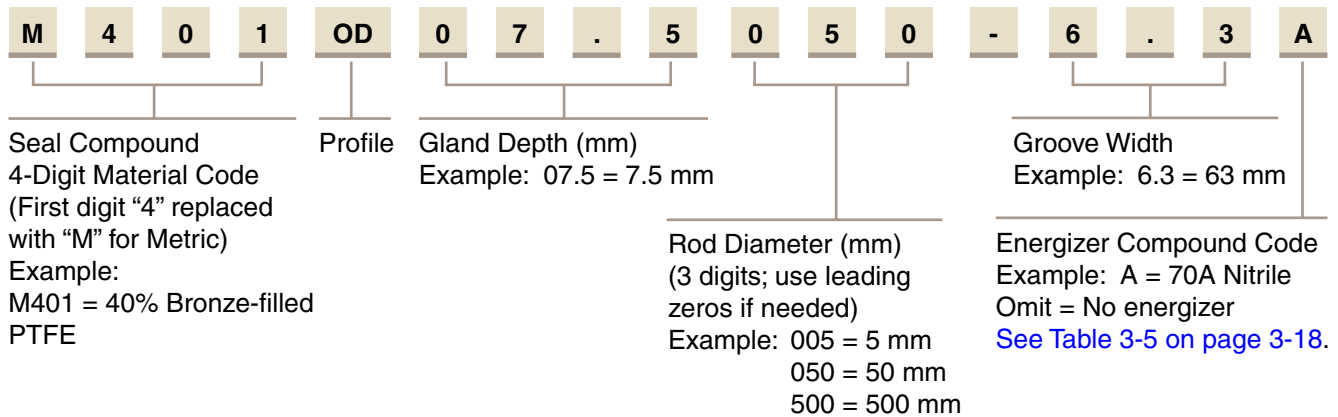 M 4 0 1 OD 0 7 . 5 0 5 0 - 6 . 3 A
Seal Compound
4-Digit Material Code
(First digit “4” replaced
with “M” for Metric)
Example:
M401 = 40% Bronze-filled
PTFE
Profile
Gland Depth (mm)
Example: 07.5 = 7.5 mm
Rod Diameter (mm)
(3 digits; use leading
zeros if needed)
Example: 005 = 5 mm
050 = 50 mm
500 = 500 mm
Groove Width
Example: 6.3 = 63 mm
Energizer Compound Code
Example: A = 70A Nitrile
Omit = No energizer
See Table 3-5 on page 3-18.